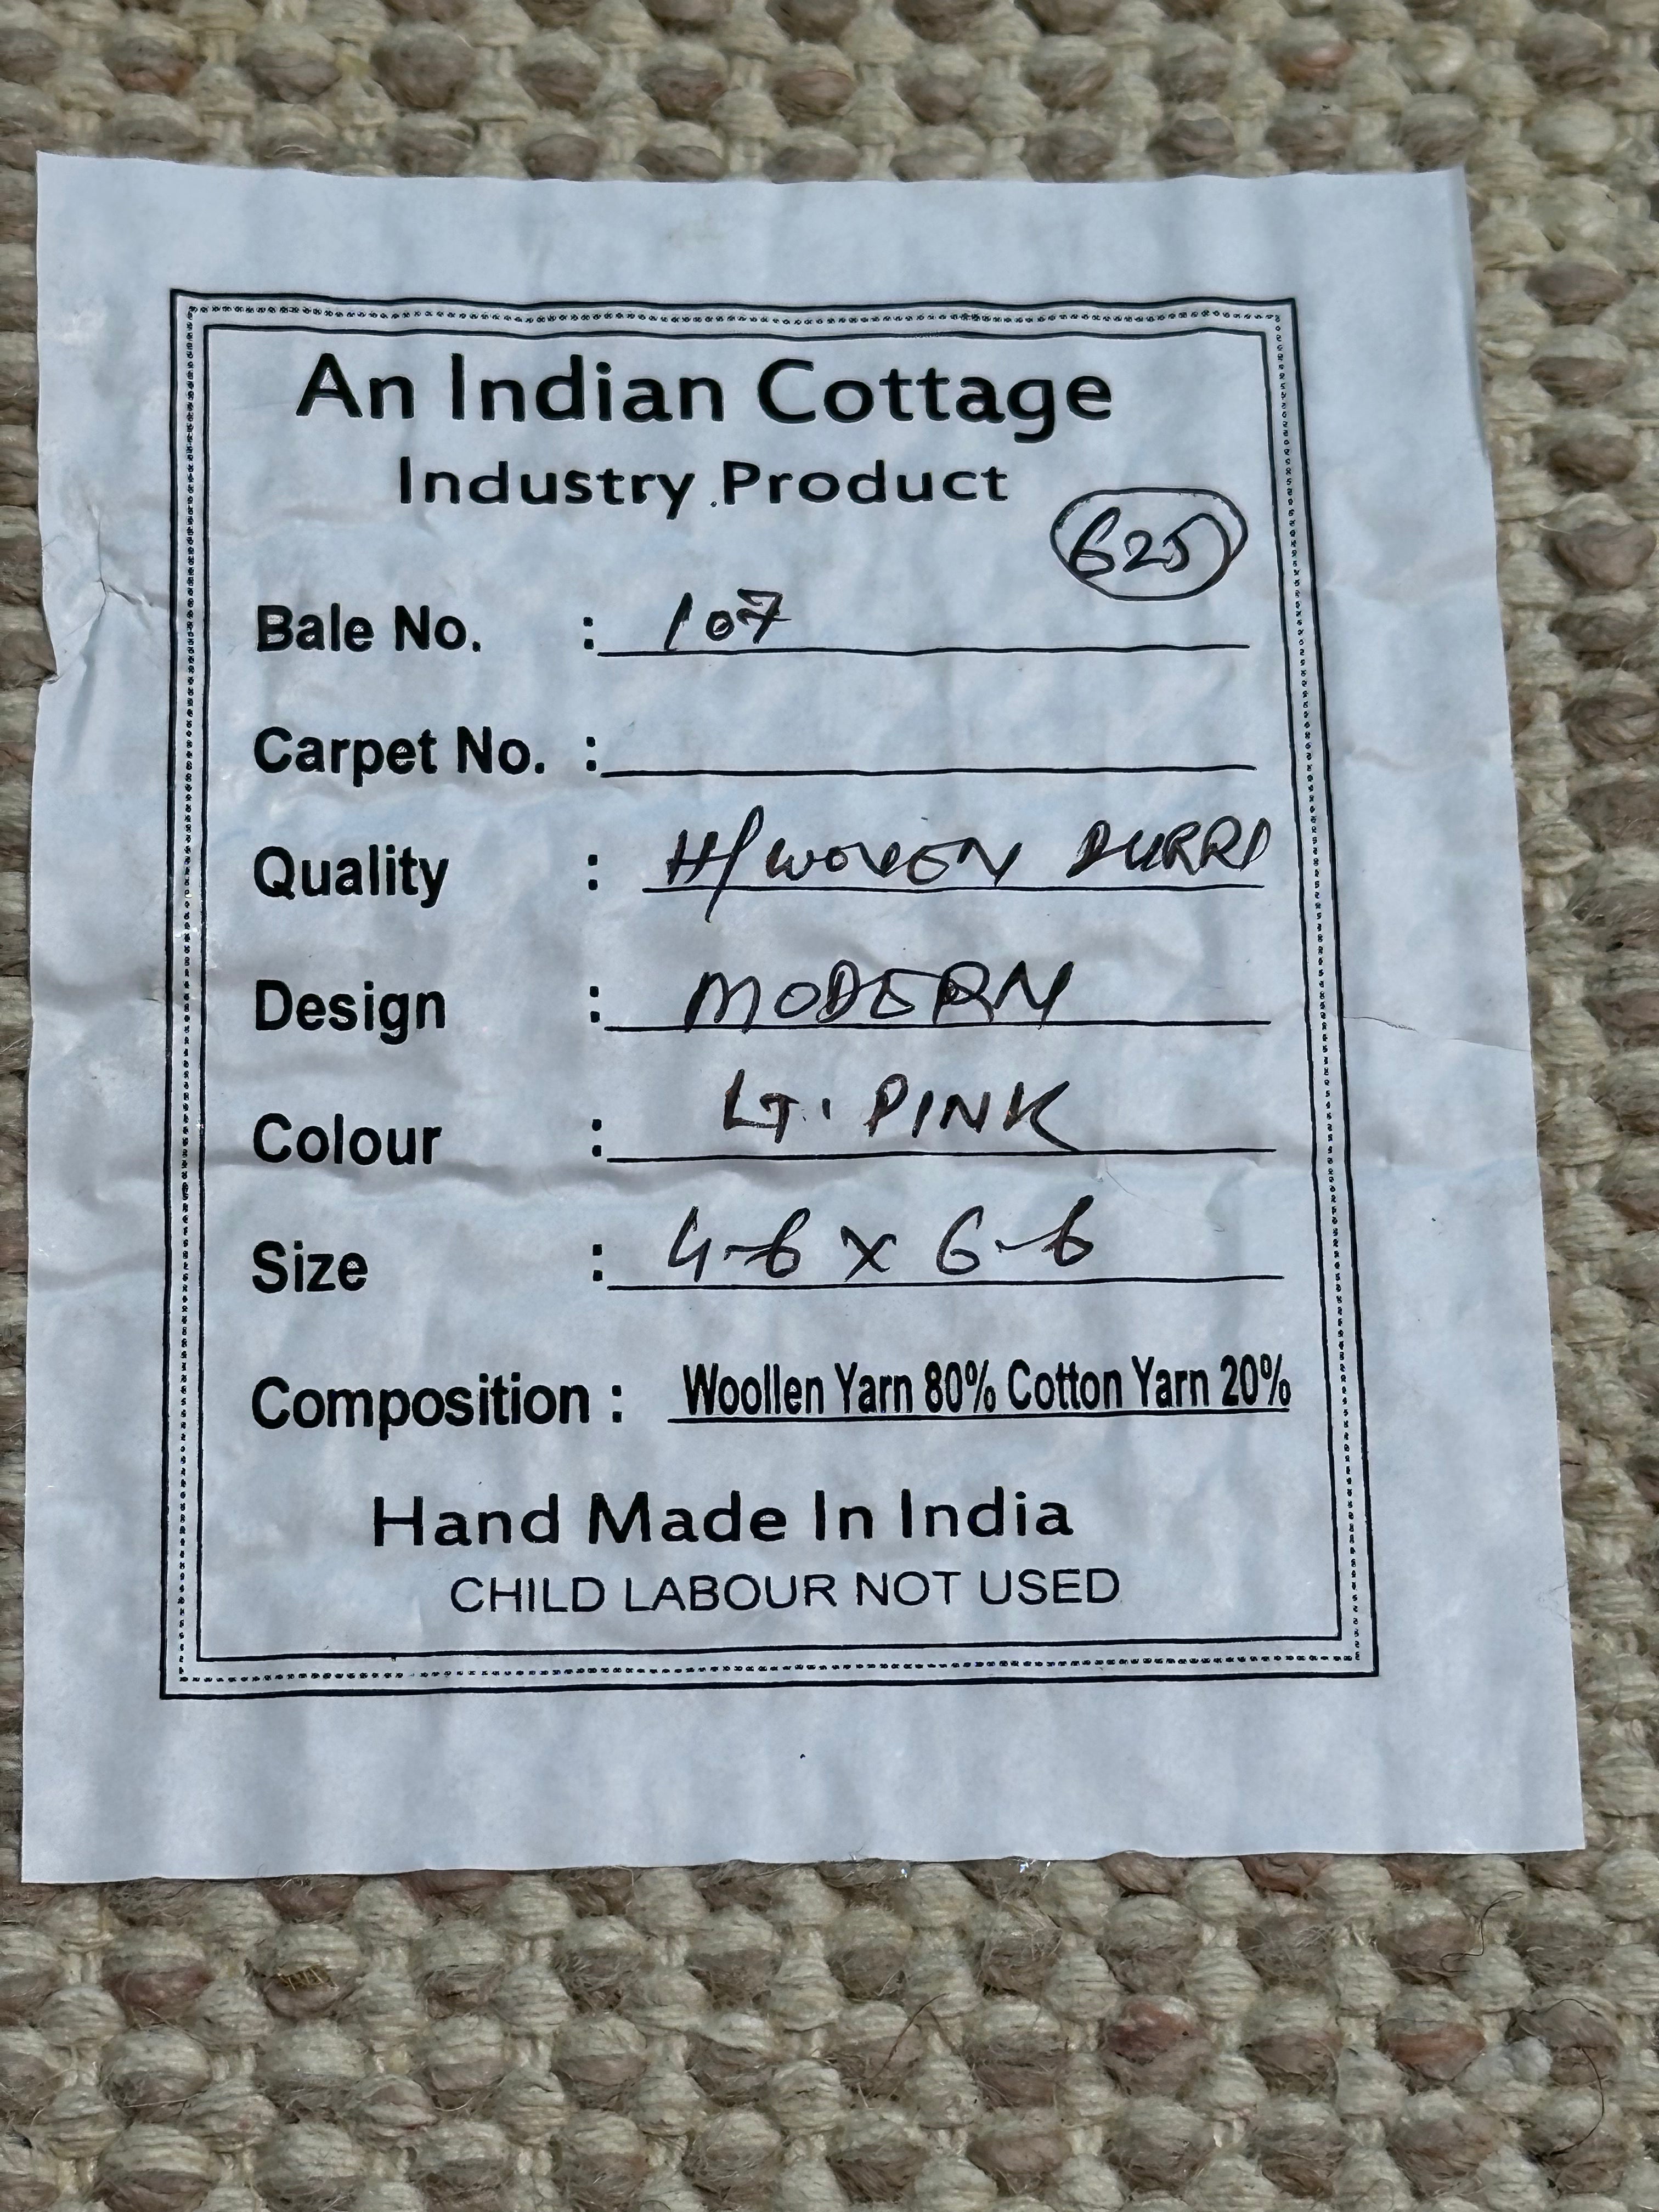 An Indian Cottage
Industry Product
625
Bale No. : 107
Carpet No. :
Quality : H/WOVEN DURRI
Design : MODERN
Colour : LT. PINK
Size : 4-6 x 6-6
Composition : Woollen Yarn 80% Cotton Yarn 20%
Hand Made In India
CHILD LABOUR NOT USED